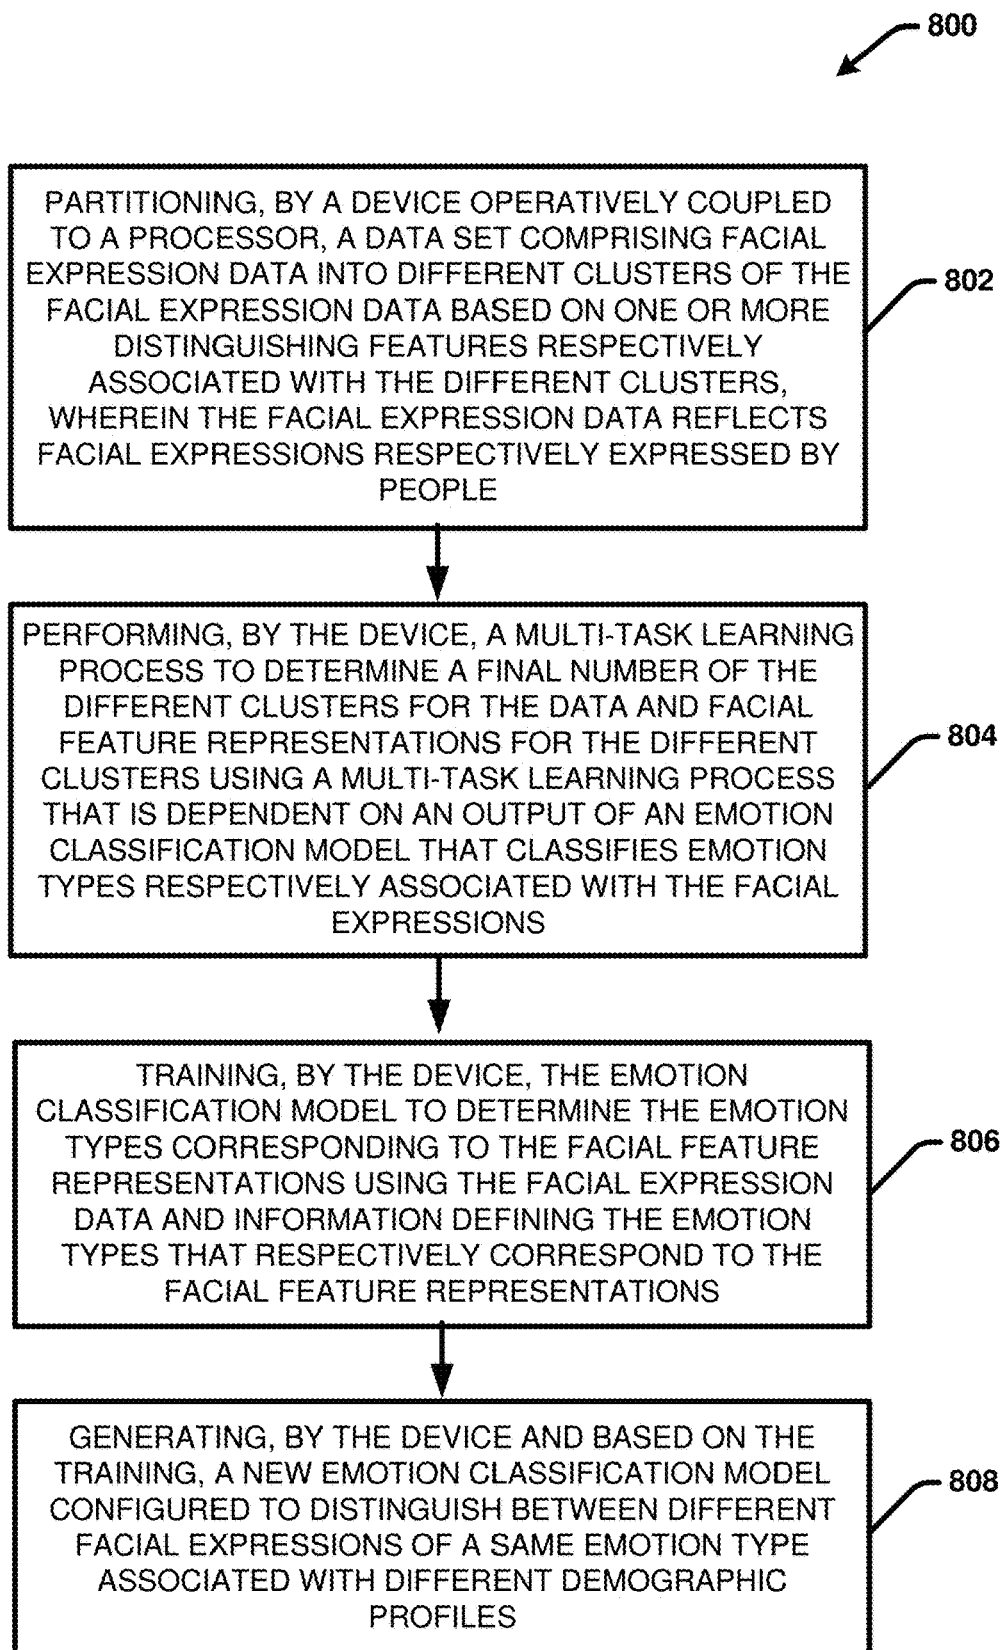 800
PARTITIONING, BY A DEVICE OPERATIVELY COUPLED
TO A PROCESSOR, A DATA SET COMPRISING FACIAL
EXPRESSION DATA INTO DIFFERENT CLUSTERS OF THE
FACIAL EXPRESSION DATA BASED ON ONE OR MORE
DISTINGUISHING FEATURES RESPECTIVELY
ASSOCIATED WITH THE DIFFERENT CLUSTERS,
WHEREIN THE FACIAL EXPRESSION DATA REFLECTS
FACIAL EXPRESSIONS RESPECTIVELY EXPRESSED BY
PEOPLE
802
PERFORMING, BY THE DEVICE, A MULTI-TASK LEARNING
PROCESS TO DETERMINE A FINAL NUMBER OF THE
DIFFERENT CLUSTERS FOR THE DATA AND FACIAL
FEATURE REPRESENTATIONS FOR THE DIFFERENT
CLUSTERS USING A MULTI-TASK LEARNING PROCESS
THAT IS DEPENDENT ON AN OUTPUT OF AN EMOTION
CLASSIFICATION MODEL THAT CLASSIFIES EMOTION
TYPES RESPECTIVELY ASSOCIATED WITH THE FACIAL
EXPRESSIONS
804
TRAINING, BY THE DEVICE, THE EMOTION
CLASSIFICATION MODEL TO DETERMINE THE EMOTION
TYPES CORRESPONDING TO THE FACIAL FEATURE
REPRESENTATIONS USING THE FACIAL EXPRESSION
DATA AND INFORMATION DEFINING THE EMOTION
TYPES THAT RESPECTIVELY CORRESPOND TO THE
FACIAL FEATURE REPRESENTATIONS
806
GENERATING, BY THE DEVICE AND BASED ON THE
TRAINING, A NEW EMOTION CLASSIFICATION MODEL
CONFIGURED TO DISTINGUISH BETWEEN DIFFERENT
FACIAL EXPRESSIONS OF A SAME EMOTION TYPE
ASSOCIATED WITH DIFFERENT DEMOGRAPHIC
PROFILES
808